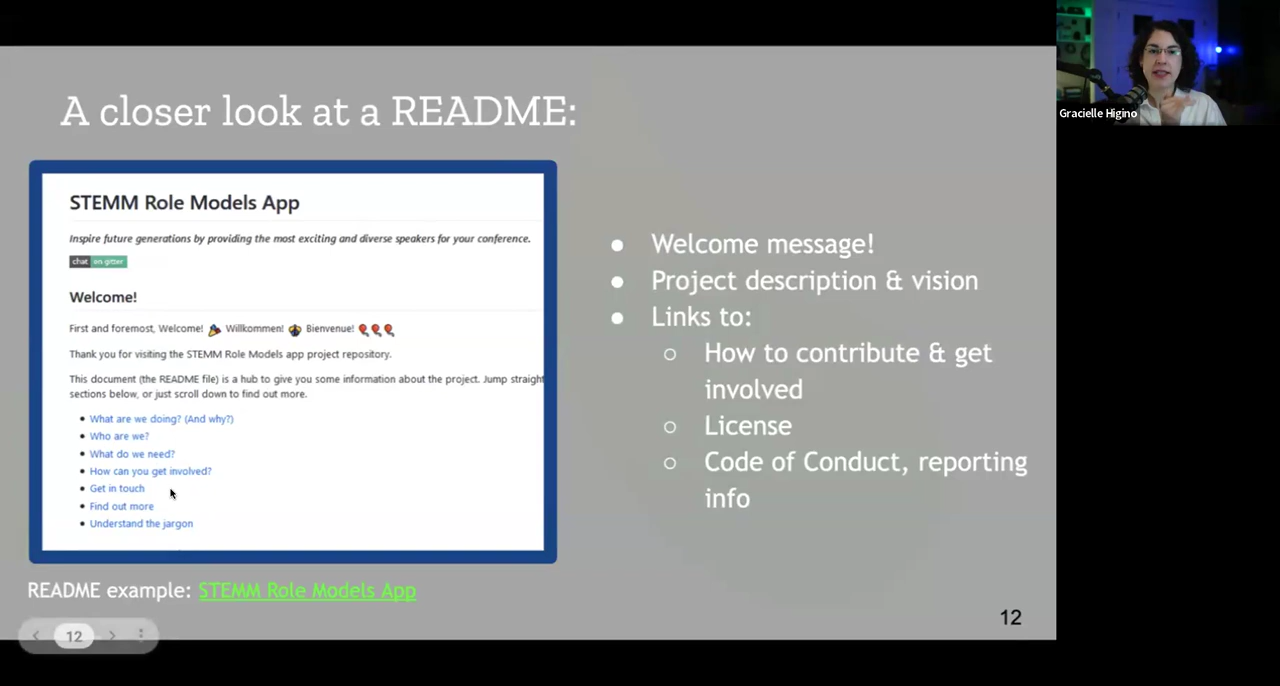 A closer look at a README:
STEMM Role Models App
Inspire future generations by providing the most exciting and diverse speakers for your conference.
chat on gitter
Welcome!
First and foremost, Welcome! 🎉 Willkommen! 🎊 Bienvenue! 🎈🎈🎈
Thank you for visiting the STEMM Role Models app project repository.
This document (the README file) is a hub to give you some information about the project. Jump straight
sections below, or just scroll down to find out more.
• What are we doing? (And why?)
• Who are we?
• What do we need?
• How can you get involved?
• Get in touch
• Find out more
• Understand the jargon
README example: STEMM Role Models App
● Welcome message!
● Project description & vision
● Links to:
○ How to contribute & get
involved
○ License
○ Code of Conduct, reporting
info
12
12
Gracielle Higino